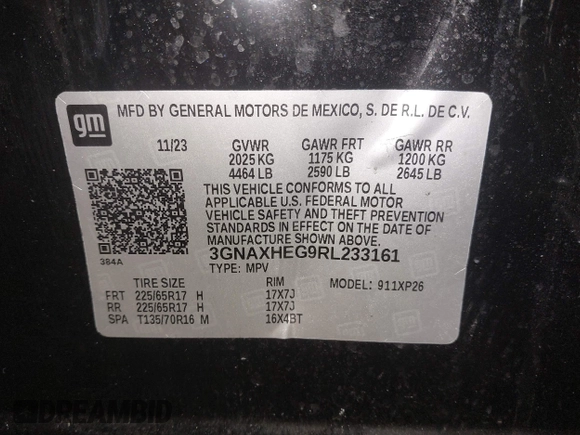 gm
MFD BY GENERAL MOTORS DE MEXICO, S. DE R.L. DE C.V.
11/23 GVWR GAWR FRT GAWR RR
2025 KG 1175 KG 1200 KG
4464 LB 2590 LB 2645 LB
THIS VEHICLE CONFORMS TO ALL
APPLICABLE U.S. FEDERAL MOTOR
VEHICLE SAFETY AND THEFT PREVENTION
STANDARDS IN EFFECT ON THE DATE OF
MANUFACTURE SHOWN ABOVE.
384A
3GNAXHEG9RL233161
TYPE: MPV
TIRE SIZE RIM MODEL: 911XP26
FRT 225/65R17 H 17X7J
RR 225/65R17 H 17X7J
SPA T135/70R16 M 16X4BT
DREAMBID